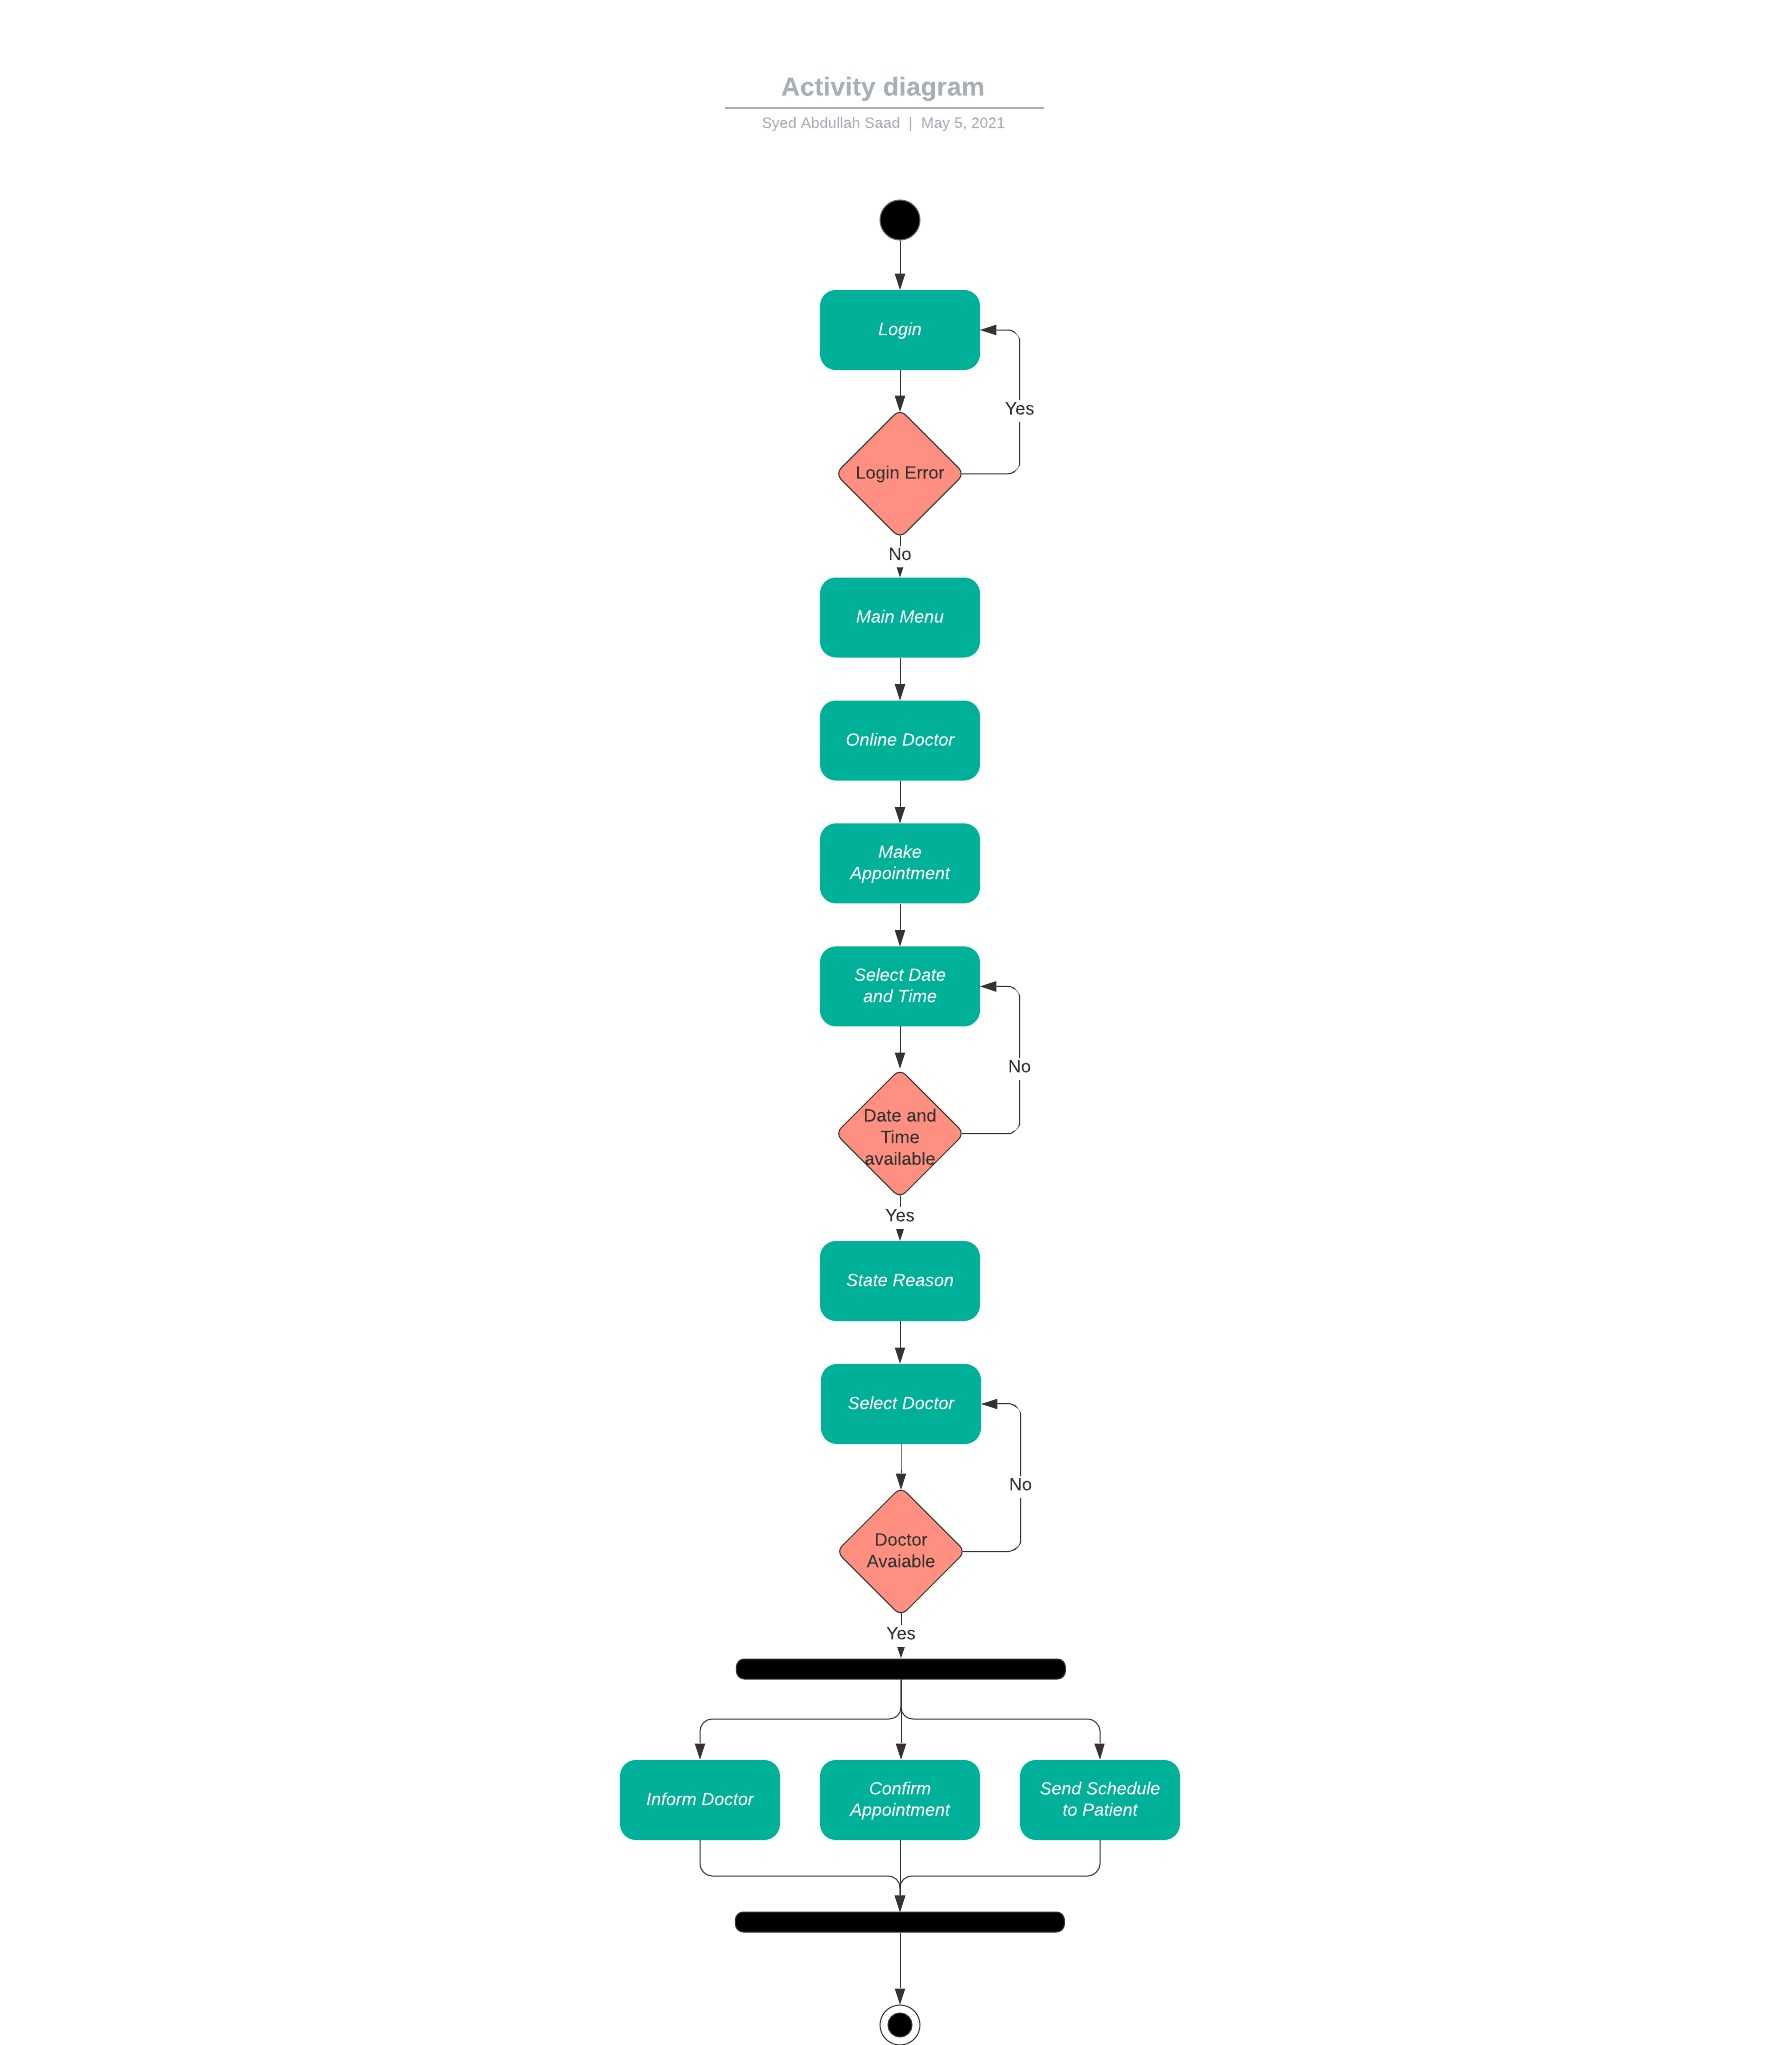 Activity diagram
Syed Abdullah Saad | May 5, 2021
Login
Yes
Login Error
No
Main Menu
Online Doctor
Make
Appointment
Select Date
and Time
No
Date and
Time
available
Yes
State Reason
Select Doctor
No
Doctor
Avaiable
Yes
Inform Doctor
Confirm
Appointment
Send Schedule
to Patient